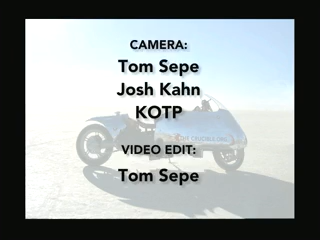 CAMERA:
Tom Sepe
Josh Kahn
KOTP
VIDEO EDIT:
Tom Sepe